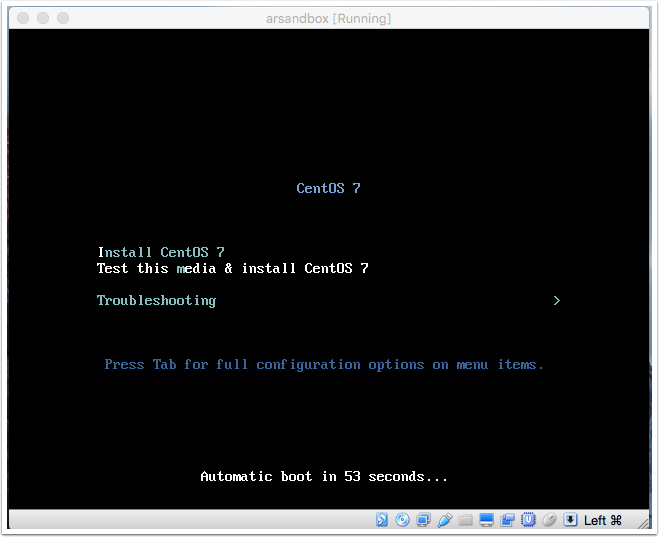 arsandbox [Running]
CentOS 7
Install CentOS 7
Test this media & install CentOS 7
Troubleshooting >
Press Tab for full configuration options on menu items.
Automatic boot in 53 seconds...
Left ⌘